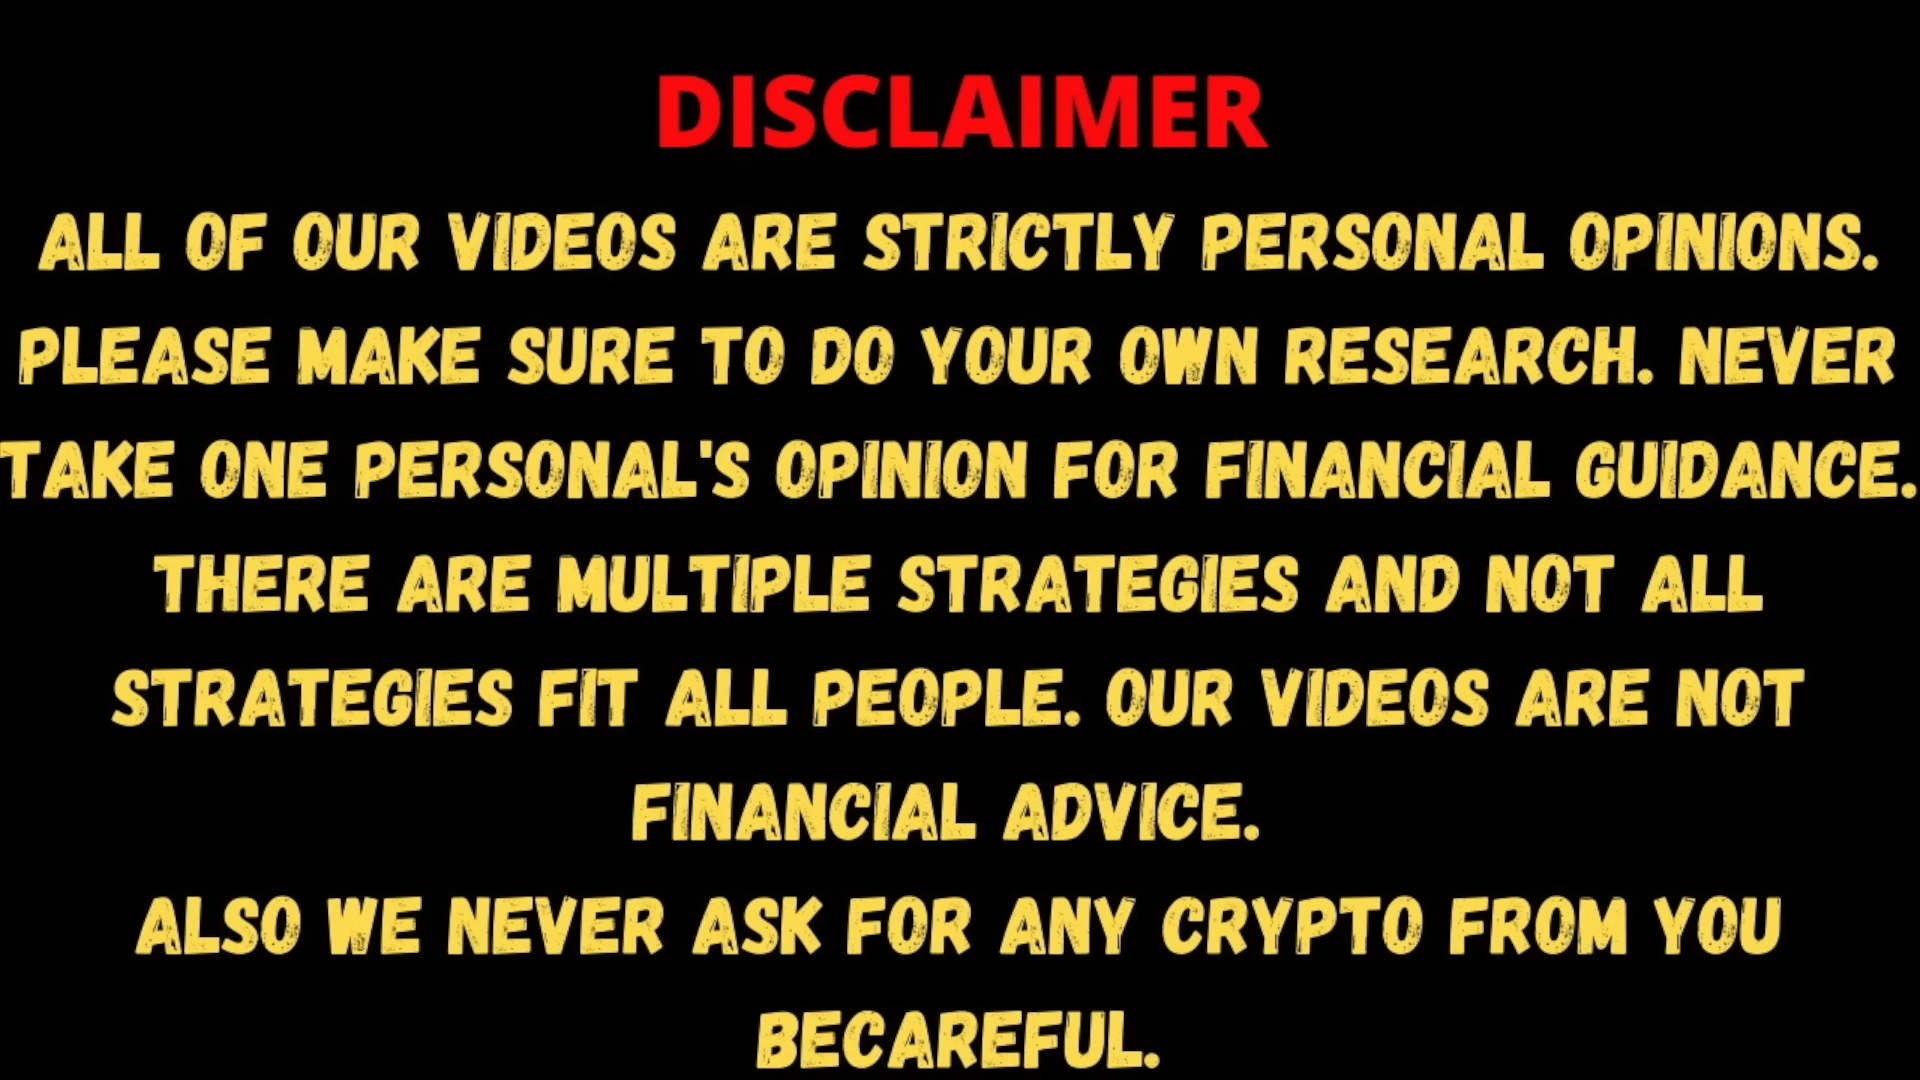 DISCLAIMER
ALL OF OUR VIDEOS ARE STRICTLY PERSONAL OPINIONS.
PLEASE MAKE SURE TO DO YOUR OWN RESEARCH. NEVER
TAKE ONE PERSONAL'S OPINION FOR FINANCIAL GUIDANCE.
THERE ARE MULTIPLE STRATEGIES AND NOT ALL
STRATEGIES FIT ALL PEOPLE. OUR VIDEOS ARE NOT
FINANCIAL ADVICE.
ALSO WE NEVER ASK FOR ANY CRYPTO FROM YOU
BECAREFUL.